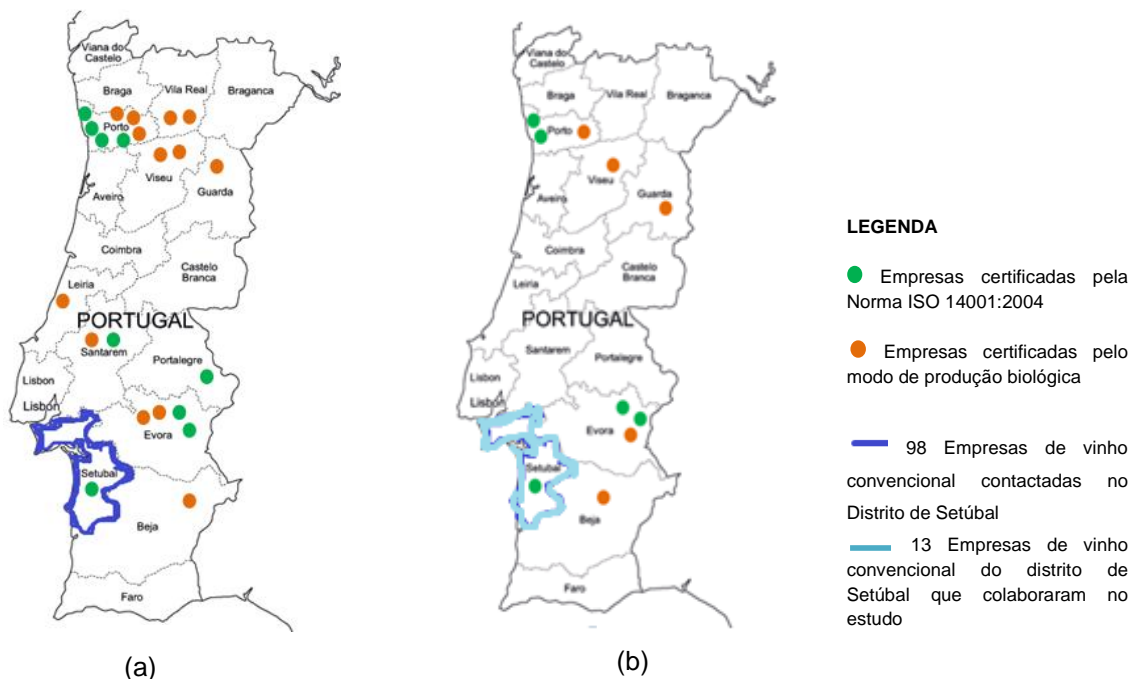 Viana do
Castelo
Braga
Vila Real
Braganca
Porto
Viseu
Aveiro
Guarda
Coimbra
Castelo
Branca
Leiria
PORTUGAL
Santarem
Portalegre
Lisbon
Lisbon
Evora
Setubal
Beja
Faro
(a)
Viana do
Castelo
Braga
Vila Real
Braganca
Porto
Viseu
Aveiro
Guarda
Coimbra
Castelo
Branca
Leiria
PORTUGAL
Santarem
Portalegre
Lisbon
Lisbon
Evora
Setubal
Beja
Faro
(b)
LEGENDA
Empresas certificadas pela
Norma ISO 14001:2004
Empresas certificadas pelo
modo de produção biológica
98 Empresas de vinho
convencional contactadas no
Distrito de Setúbal
13 Empresas de vinho
convencional do distrito de
Setúbal que colaboraram no
estudo